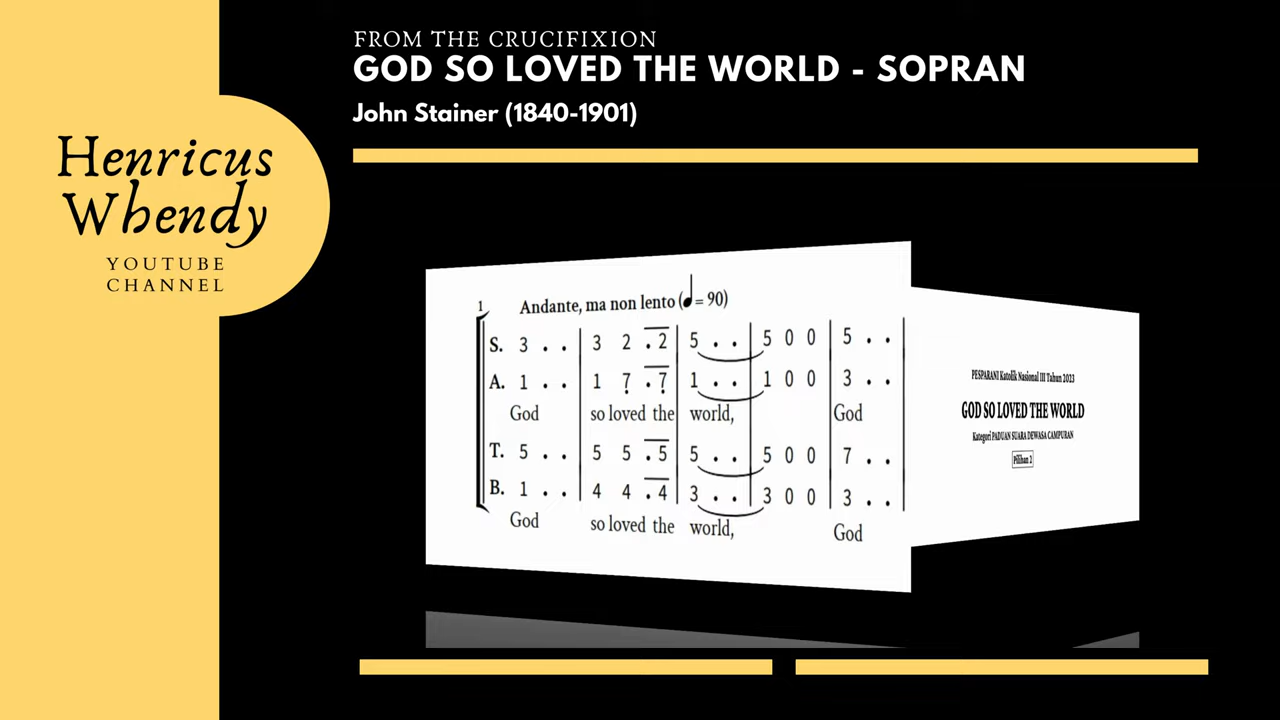 FROM THE CRUCIFIXION
GOD SO LOVED THE WORLD - SOPRAN
John Stainer (1840-1901)
Henricus
Whendy
YOUTUBE
CHANNEL
1 Andante, ma non lento (♩= 90)
S. 3 . . | 3 2 . 2 | 5 . . | 5 0 0 | 5 . . |
A. 1 . . | 1 7̣ . 7̣ | 1 . . | 1 0 0 | 3 . . |
God so loved the world, God
T. 5 . . | 5 5 . 5 | 5 . . | 5 0 0 | 7 . . |
B. 1 . . | 4 4 . 4 | 3 . . | 3 0 0 | 3 . . |
God so loved the world, God
PESPARANI Katolik Nasional III Tahun 2023
GOD SO LOVED THE WORLD
Kategori PADUAN SUARA DEWASA CAMPURAN
Pilihan 2